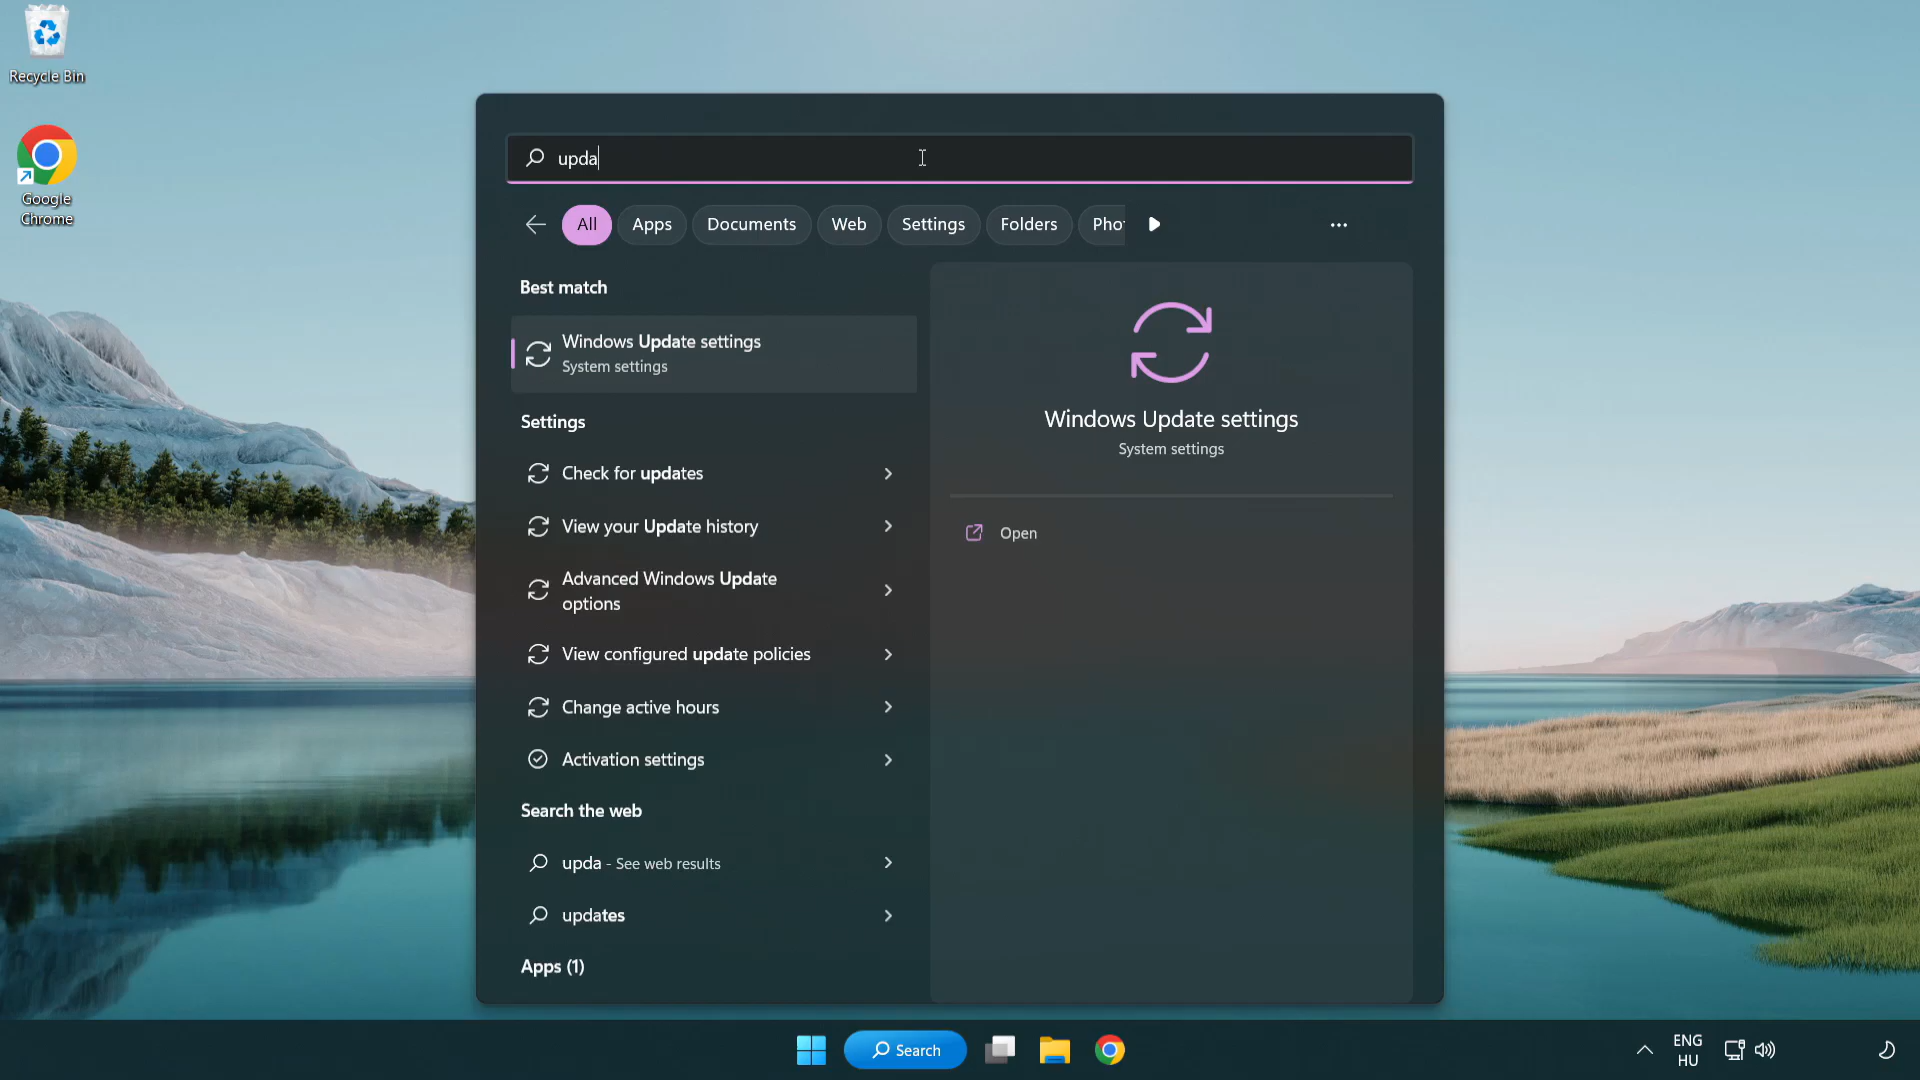 Recycle Bin
Google
Chrome
upda
All
Apps
Documents
Web
Settings
Folders
Pho
Best match
Windows Update settings
System settings
Settings
Check for updates
View your Update history
Advanced Windows Update
options
View configured update policies
Change active hours
Activation settings
Search the web
upda - See web results
updates
Apps (1)
Windows Update settings
System settings
Open
Search
ENG
HU